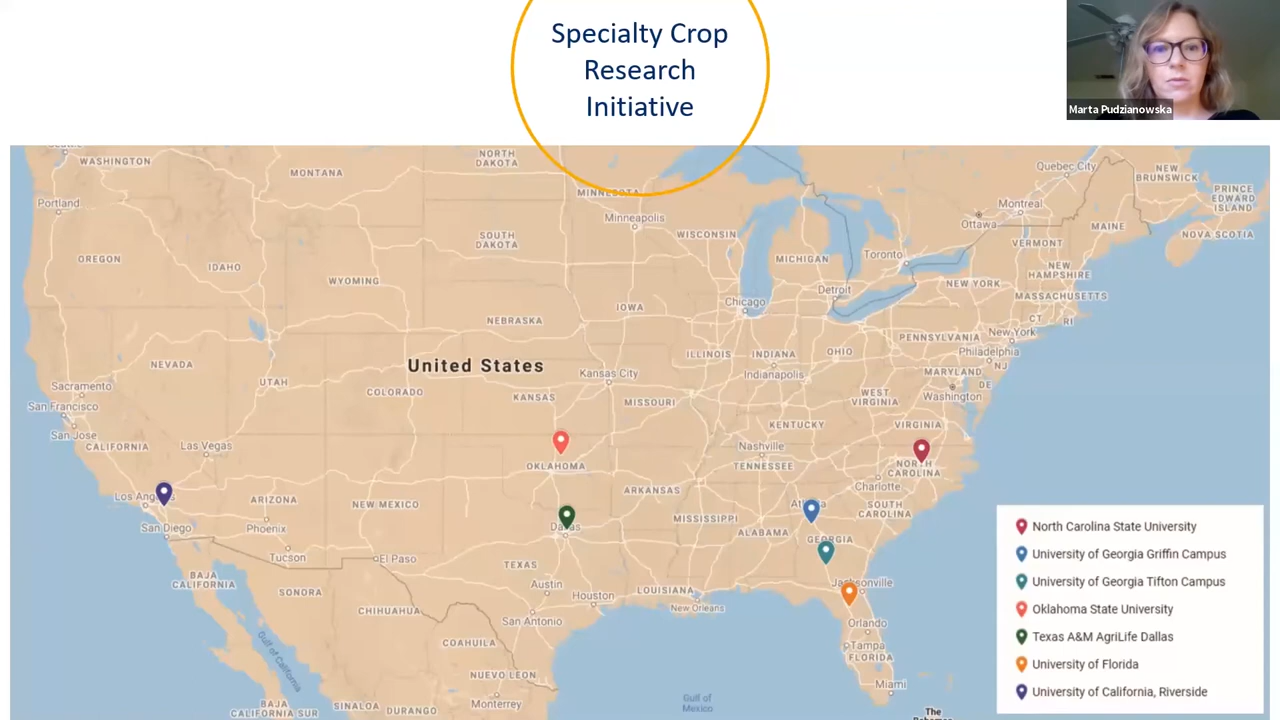 Specialty Crop
Research
Initiative
Marta Pudzianowska
WASHINGTON
NORTH
DAKOTA
MONTANA
MINNESOTA
Quebec City
NEW
BRUNSWICK
PRINCE
EDWARD
ISLAND
Portland
Minneapolis
Montreal
Ottawa
MAINE
NOVA SCOTIA
SOUTH
DAKOTA
WISCONSIN
VERMONT
OREGON
IDAHO
MICHIGAN
Toronto
NEW
HAMPSHIRE
WYOMING
Detroit
NEW YORK
MASSACHUSETTS
Chicago
IOWA
CT
RI
NEBRASKA
New York
PENNSYLVANIA
Philadelphia
ILLINOIS
INDIANA
OHIO
NJ
NEVADA
United States
Indianapolis
MARYLAND
DE
UTAH
Kansas City
Sacramento
COLORADO
KANSAS
MISSOURI
WEST
VIRGINIA
Washington
San Francisco
San Jose
CALIFORNIA
Las Vegas
KENTUCKY
VIRGINIA
Nashville
TENNESSEE
OKLAHOMA
NORTH
CAROLINA
Charlotte
Los Angeles
ARIZONA
NEW MEXICO
ARKANSAS
SOUTH
CAROLINA
San Diego
Phoenix
Dallas
MISSISSIPPI
ALABAMA
GEORGIA
Tucson
El Paso
TEXAS
BAJA
CALIFORNIA
SONORA
Austin
Houston
LOUISIANA
Jacksonville
CHIHUAHUA
San Antonio
New Orleans
Orlando
Tampa
FLORIDA
COAHUILA
Gulf of
California
NUEVO LEON
Miami
Monterrey
BAJA
CALIFORNIA SUR
SINALOA
DURANGO
Gulf of
Mexico
The
North Carolina State University
University of Georgia Griffin Campus
University of Georgia Tifton Campus
Oklahoma State University
Texas A&M AgriLife Dallas
University of Florida
University of California, Riverside